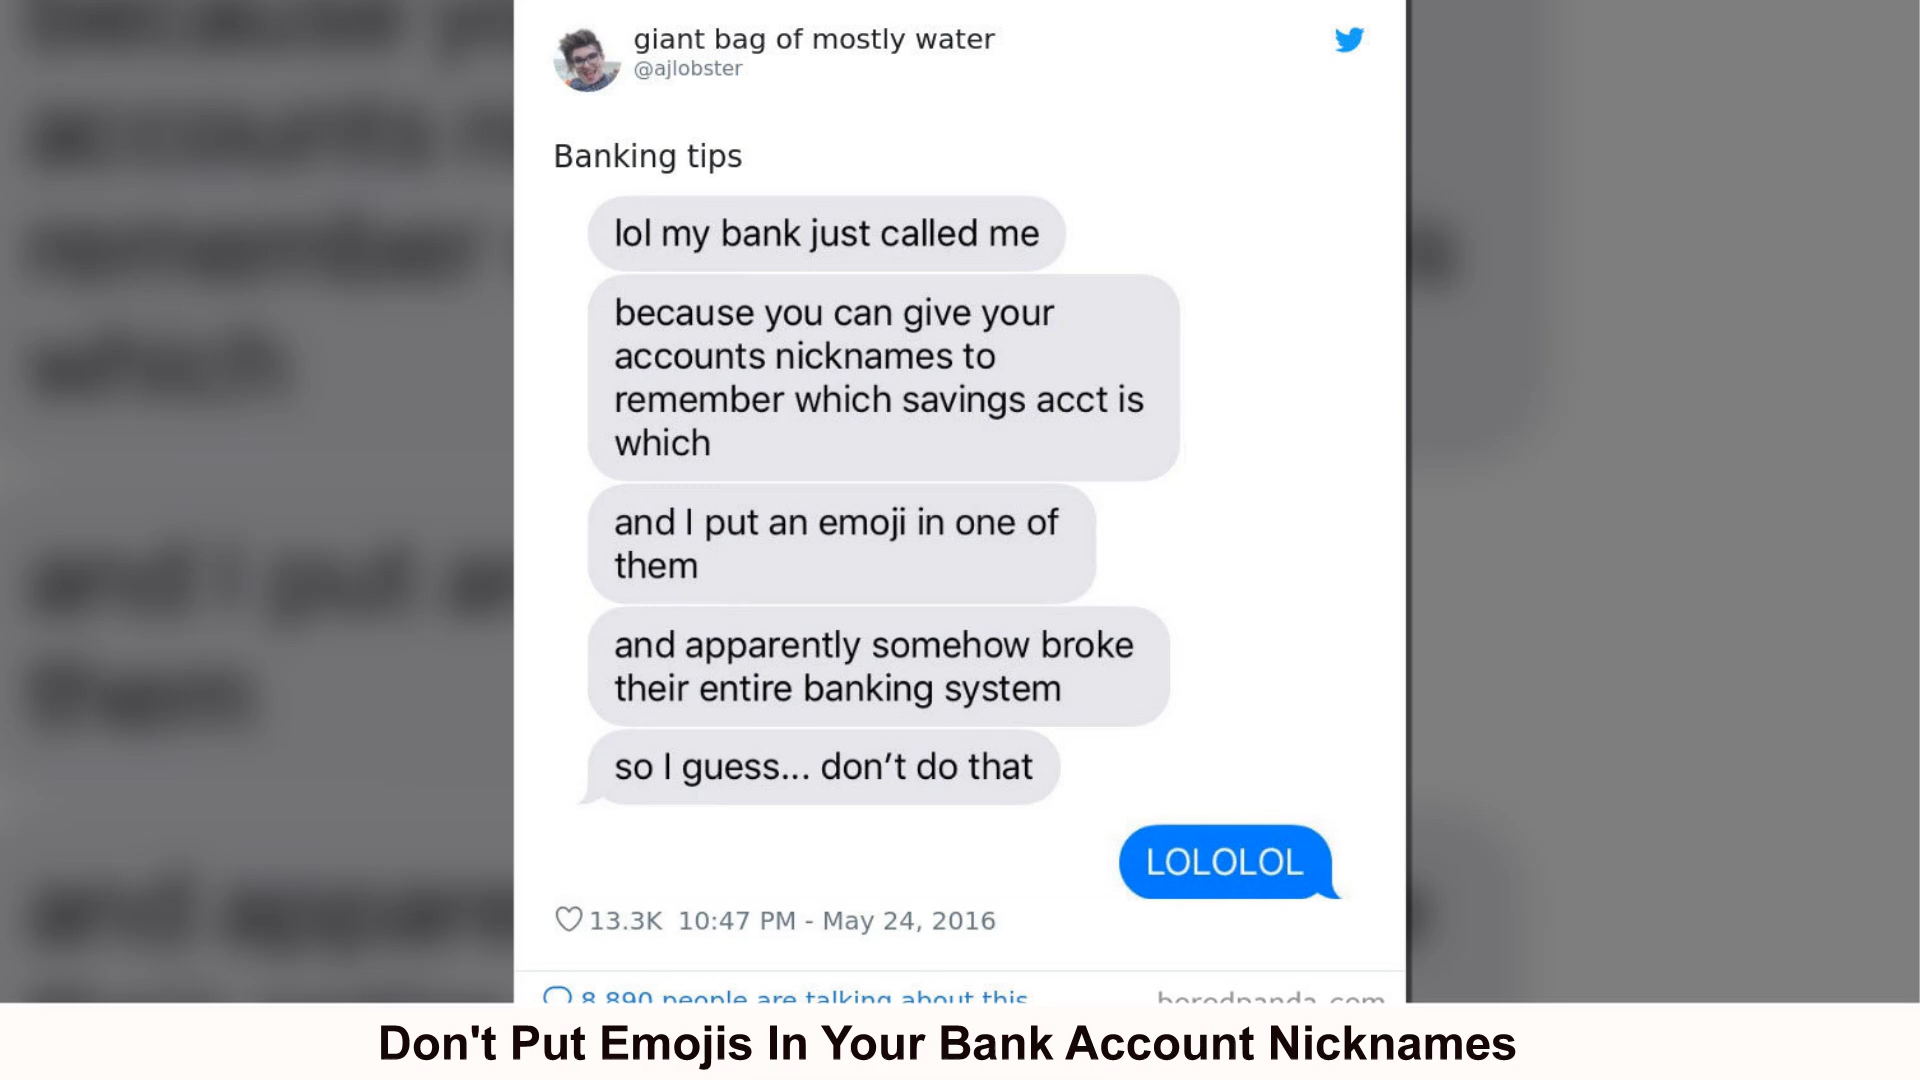 giant bag of mostly water
@ajlobster
Banking tips
lol my bank just called me
because you can give your
accounts nicknames to
remember which savings acct is
which
and I put an emoji in one of
them
and apparently somehow broke
their entire banking system
so I guess... don’t do that
LOLOLOL
13.3K 10:47 PM - May 24, 2016
8,890 people are talking about this
boredpanda.com
Don't Put Emojis In Your Bank Account Nicknames